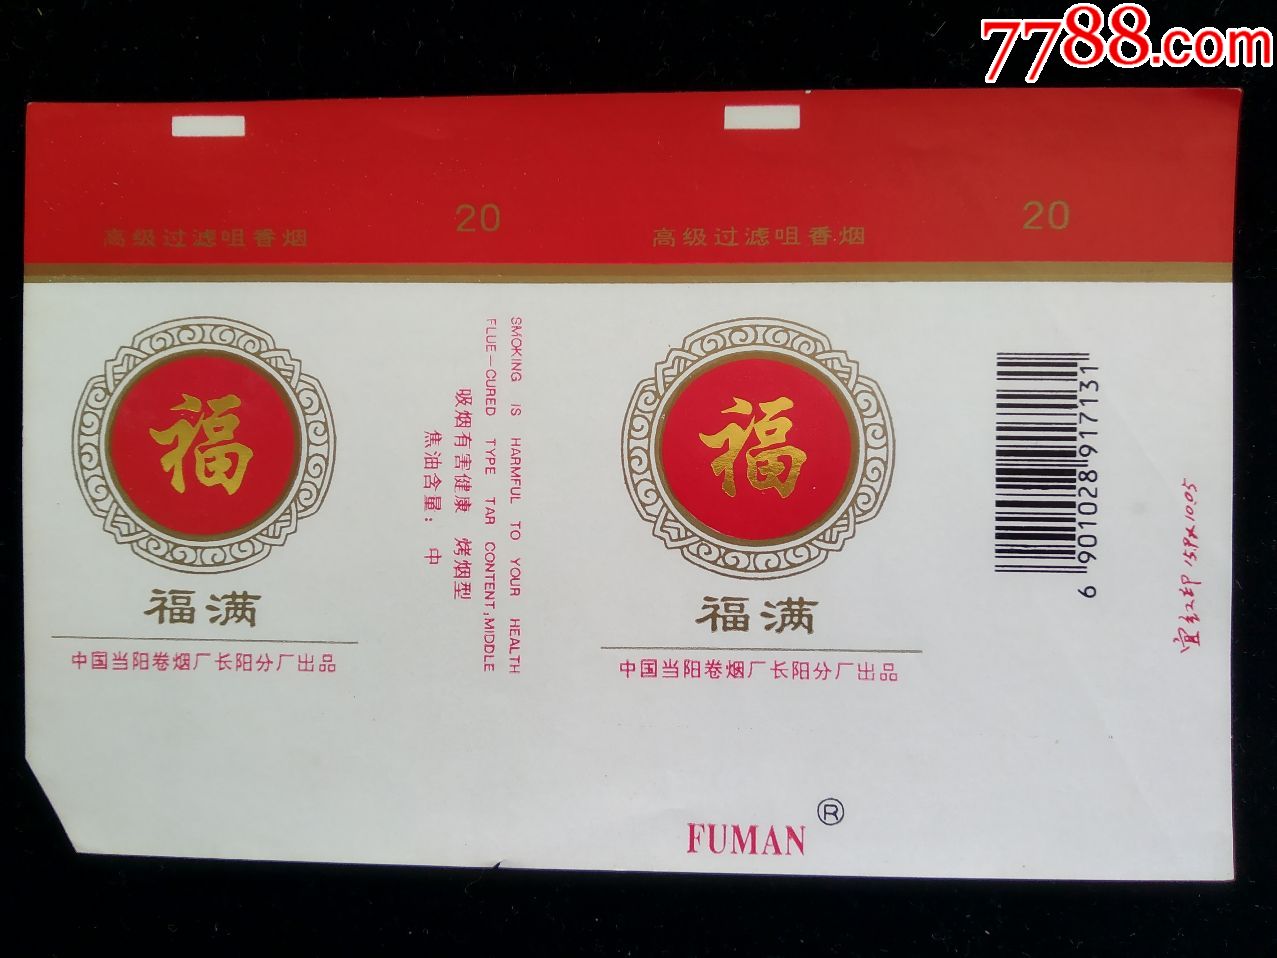 7788.com
20
20
高级过滤咀香烟
高级过滤咀香烟
福
福满
中国当阳卷烟厂长阳分厂出品
SMOKING IS HARMFUL TO YOUR HEALTH
FLUE-CURED TYPE TAR CONTENT:MIDDLE
吸烟有害健康 烤烟型
焦油含量：中
福
福满
中国当阳卷烟厂长阳分厂出品
6 901028 917131
FUMAN ®